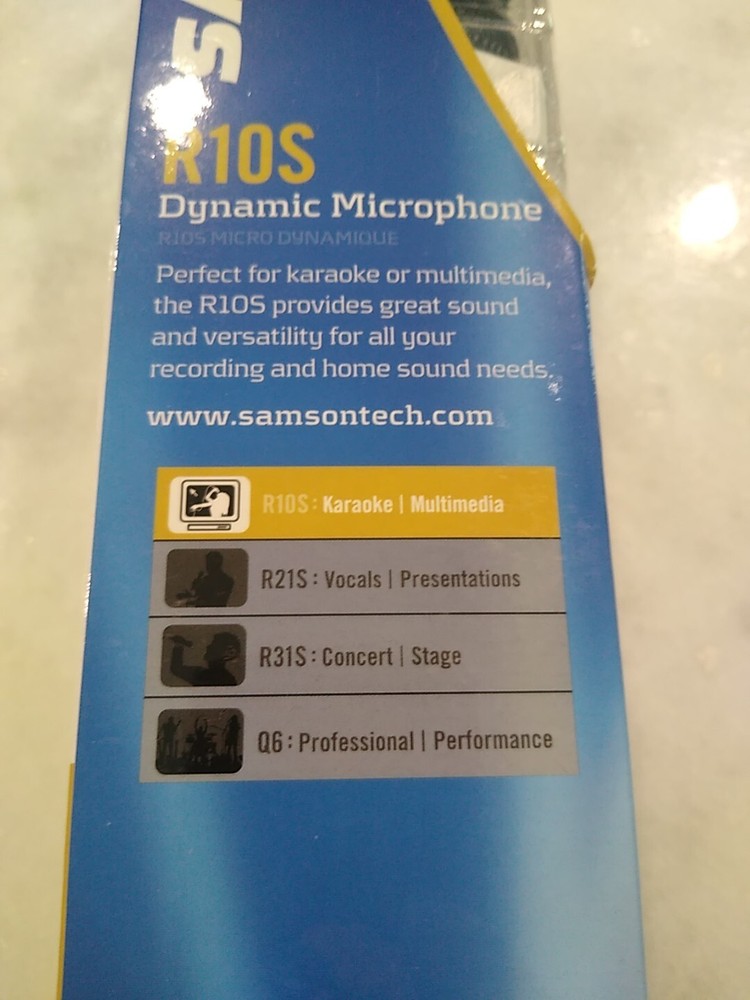 SA
R10S
Dynamic Microphone
R10S MICRO DYNAMIQUE
Perfect for karaoke or multimedia,
the R10S provides great sound
and versatility for all your
recording and home sound needs.
www.samsontech.com
R10S: Karaoke | Multimedia
R21S: Vocals | Presentations
R31S: Concert | Stage
Q6: Professional | Performance